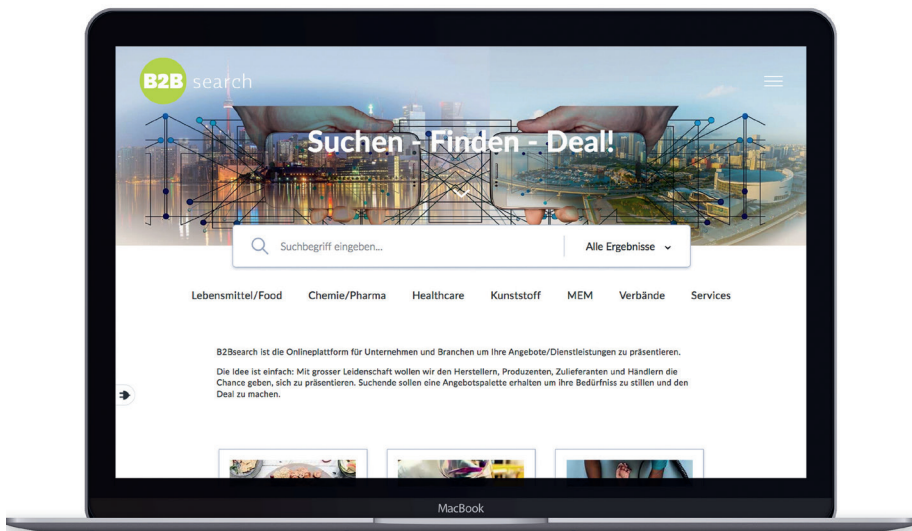 B2B search
Suchen - Finden - Deal!
Suchbegriff eingeben...
Alle Ergebnisse
Lebensmittel/Food Chemie/Pharma Healthcare Kunststoff MEM Verbände Services
B2Bsearch ist die Onlineplattform für Unternehmen und Branchen um Ihre Angebote/Dienstleistungen zu präsentieren.
Die Idee ist einfach: Mit grosser Leidenschaft wollen wir den Herstellern, Produzenten, Zulieferanten und Händlern die
Chance geben, sich zu präsentieren. Suchende sollen eine Angebotspalette erhalten um ihre Bedürfniss zu stillen und den
Deal zu machen.
MacBook